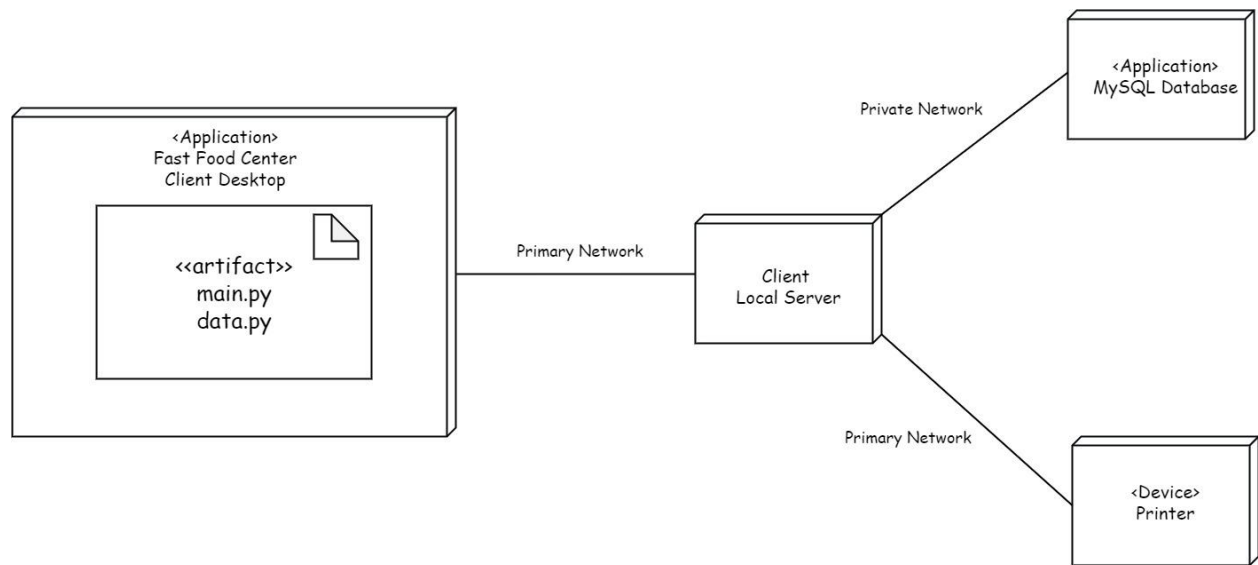 <Application>
Fast Food Center
Client Desktop
<<artifact>>
main.py
data.py
Primary Network
Client
Local Server
Private Network
<Application>
MySQL Database
Primary Network
<Device>
Printer